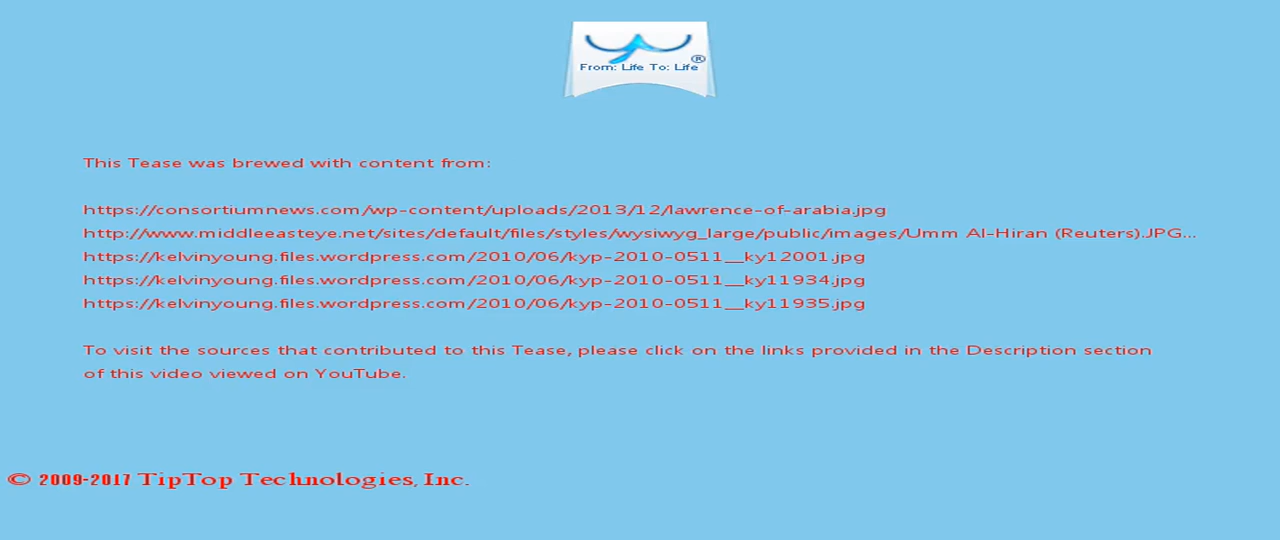 From: Life To: Life ®
This Tease was brewed with content from:
https://consortiumnews.com/wp-content/uploads/2013/12/lawrence-of-arabia.jpg
http://www.middleeasteye.net/sites/default/files/styles/wysiwyg_large/public/images/Umm Al-Hiran (Reuters).JPG...
https://kelvinyoung.files.wordpress.com/2010/06/kyp-2010-0511__ky12001.jpg
https://kelvinyoung.files.wordpress.com/2010/06/kyp-2010-0511__ky11934.jpg
https://kelvinyoung.files.wordpress.com/2010/06/kyp-2010-0511__ky11935.jpg
To visit the sources that contributed to this Tease, please click on the links provided in the Description section
of this video viewed on YouTube.
© 2009-2017 TipTop Technologies, Inc.